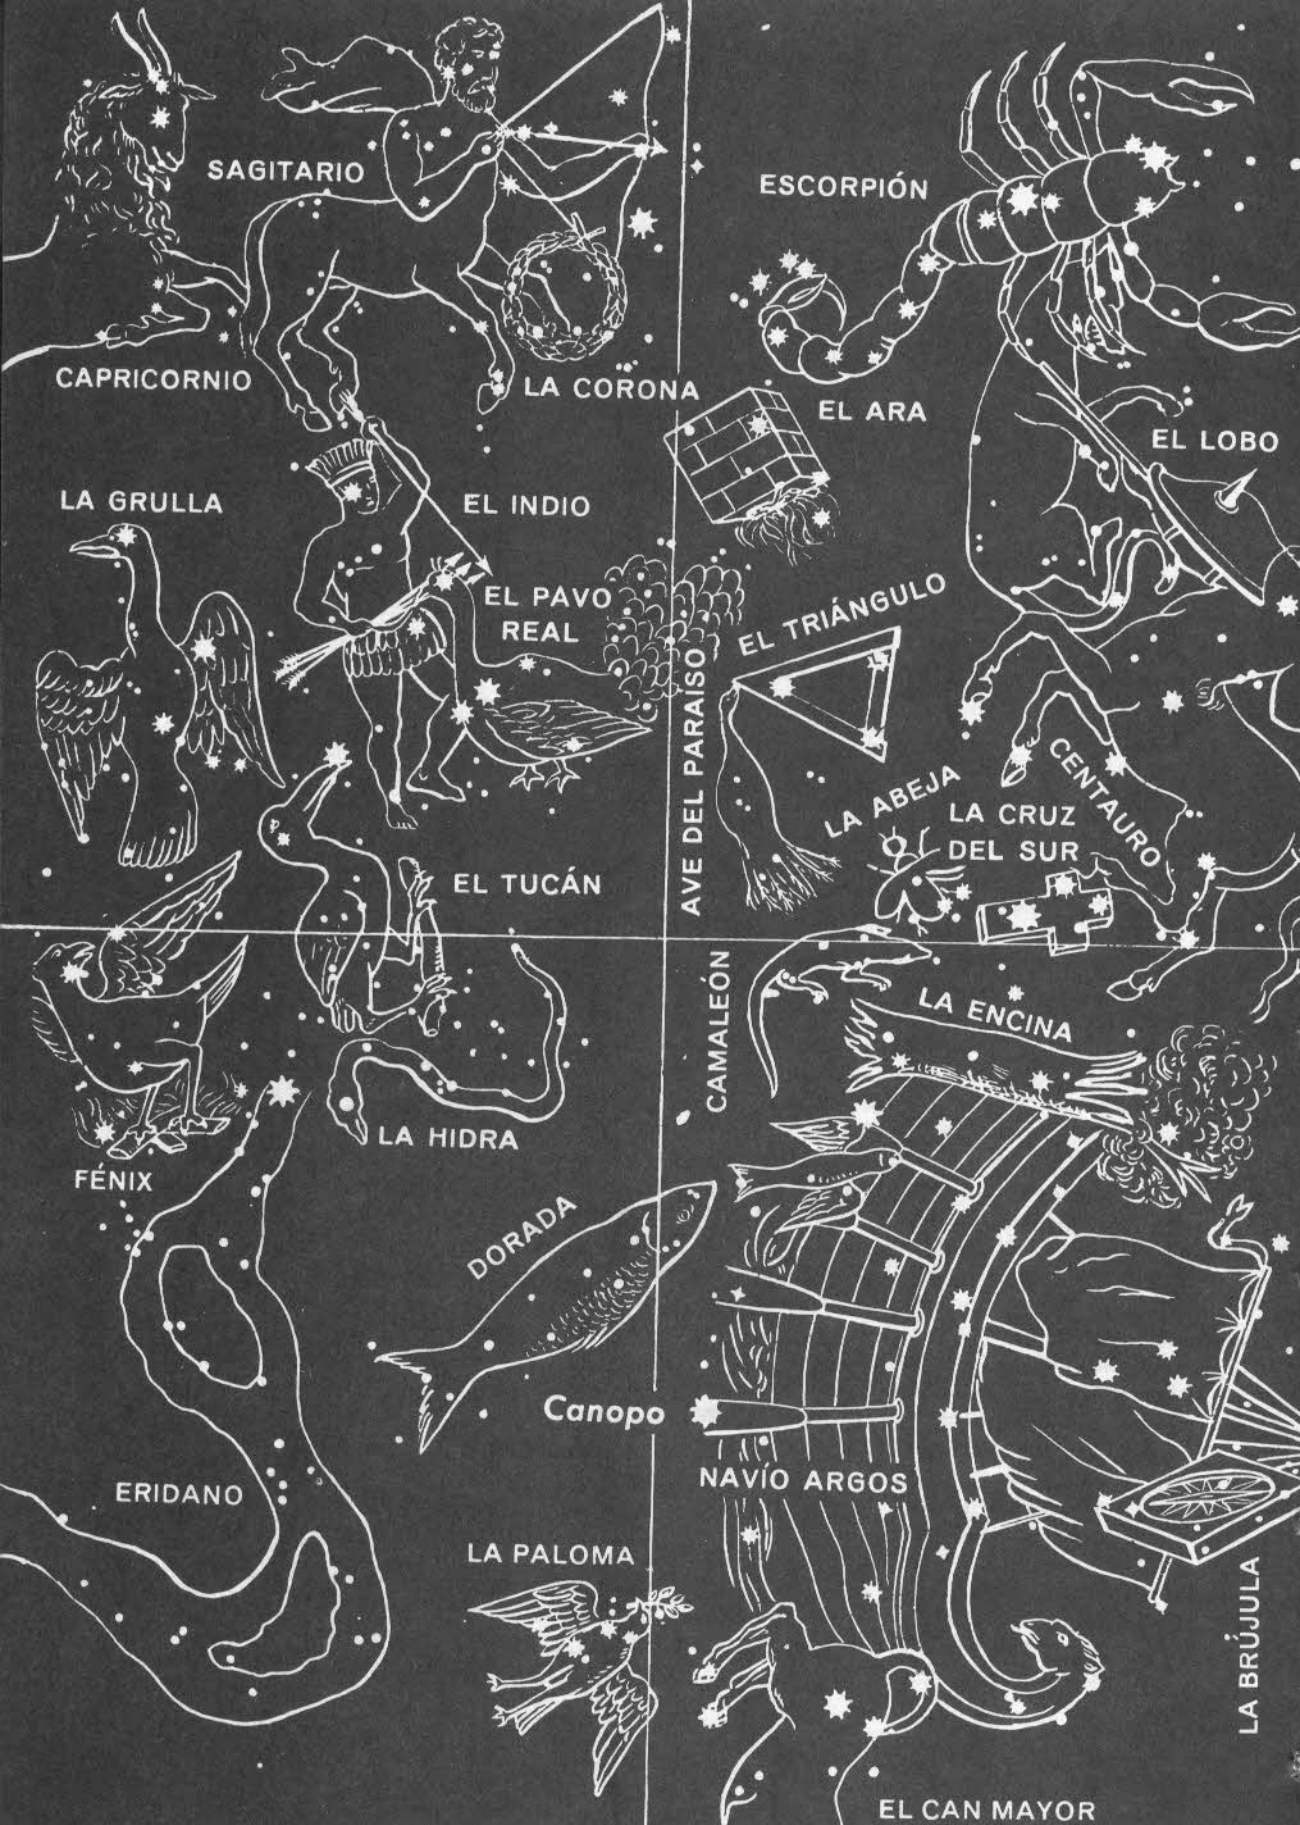 SAGITARIO
ESCORPIÓN
CAPRICORNIO
LA CORONA
EL ARA
EL LOBO
LA GRULLA
EL INDIO
EL PAVO
REAL
EL TRIÁNGULO
AVE DEL PARAISO
CENTAURO
LA ABEJA
LA CRUZ
DEL SUR
EL TUCÁN
CAMALEÓN
LA ENCINA
LA HIDRA
FÉNIX
DORADA
Canopo
NAVÍO ARGOS
ERIDANO
LA PALOMA
LA BRÚJULA
EL CAN MAYOR